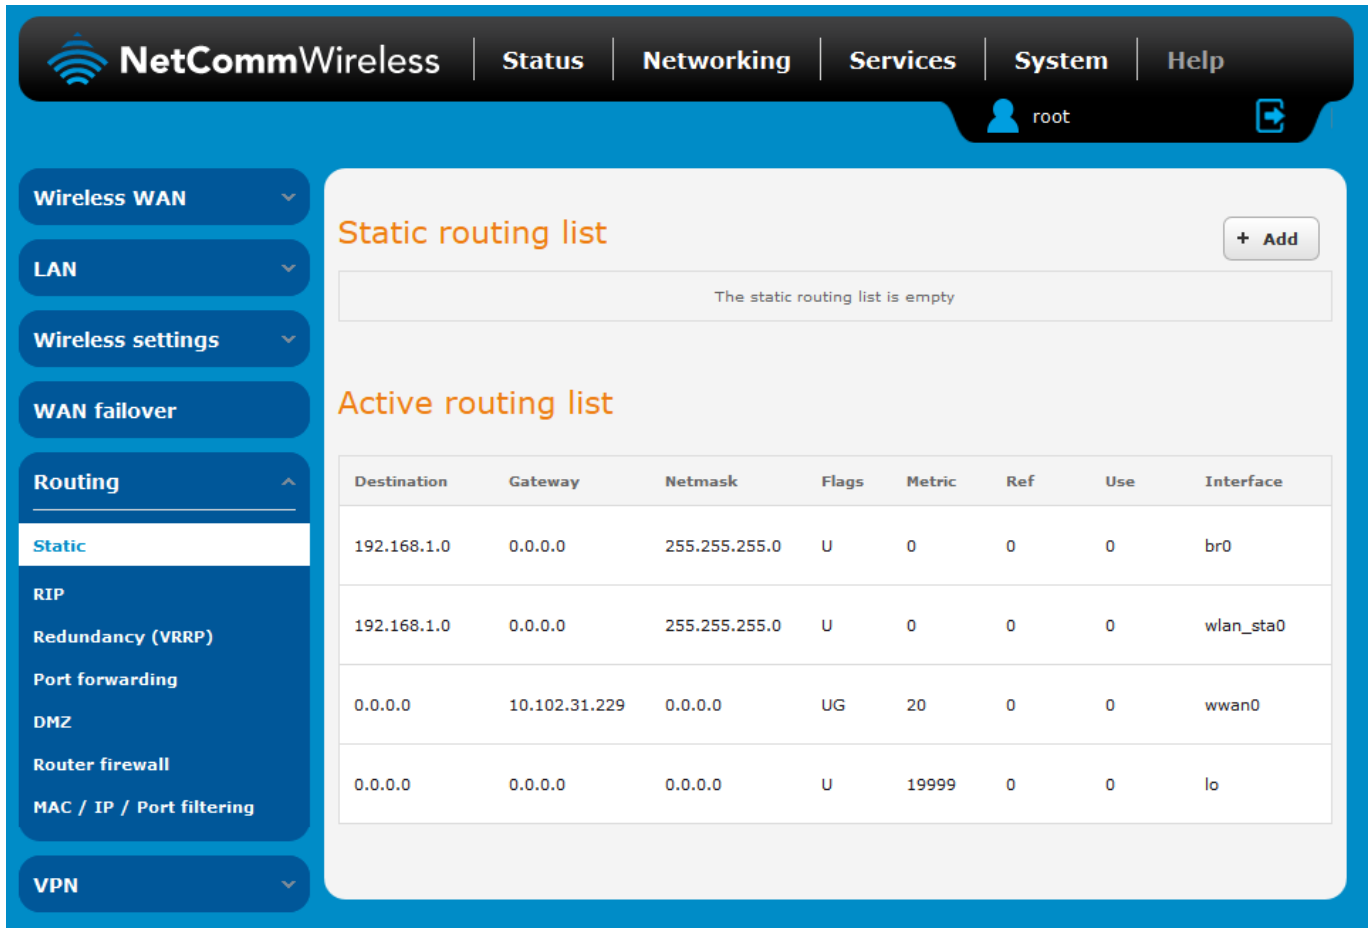 NetCommWireless Status Networking Services System Help
root
Wireless WAN
LAN
Wireless settings
WAN failover
Routing
Static
RIP
Redundancy (VRRP)
Port forwarding
DMZ
Router firewall
MAC / IP / Port filtering
VPN
Static routing list
+ Add
The static routing list is empty
Active routing list
Destination Gateway Netmask Flags Metric Ref Use Interface
192.168.1.0 0.0.0.0 255.255.255.0 U 0 0 0 br0
192.168.1.0 0.0.0.0 255.255.255.0 U 0 0 0 wlan_sta0
0.0.0.0 10.102.31.229 0.0.0.0 UG 20 0 0 wwan0
0.0.0.0 0.0.0.0 0.0.0.0 U 19999 0 0 lo